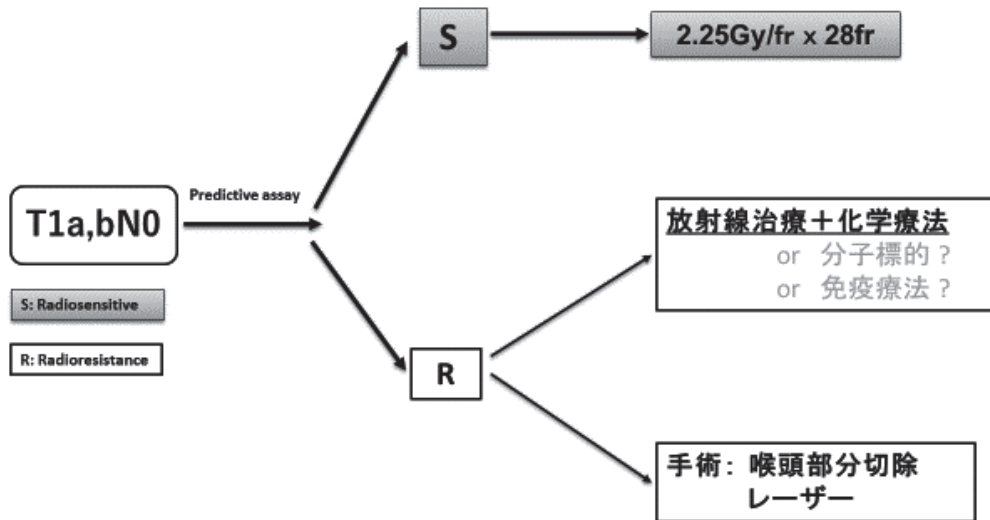 S
2.25Gy/fr x 28fr
Predictive assay
T1a,bN0
S: Radiosensitive
R: Radioresistance
R
放射線治療＋化学療法
or 分子標的？
or 免疫療法？
手術： 喉頭部分切除
レーザー